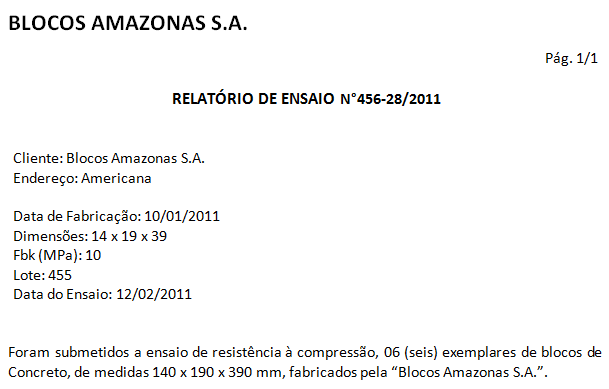 BLOCOS AMAZONAS S.A.
Pág. 1/1
RELATÓRIO DE ENSAIO N°456-28/2011
Cliente: Blocos Amazonas S.A.
Endereço: Americana
Data de Fabricação: 10/01/2011
Dimensões: 14 x 19 x 39
Fbk (MPa): 10
Lote: 455
Data do Ensaio: 12/02/2011
Foram submetidos a ensaio de resistência à compressão, 06 (seis) exemplares de blocos de
Concreto, de medidas 140 x 190 x 390 mm, fabricados pela “Blocos Amazonas S.A.”.